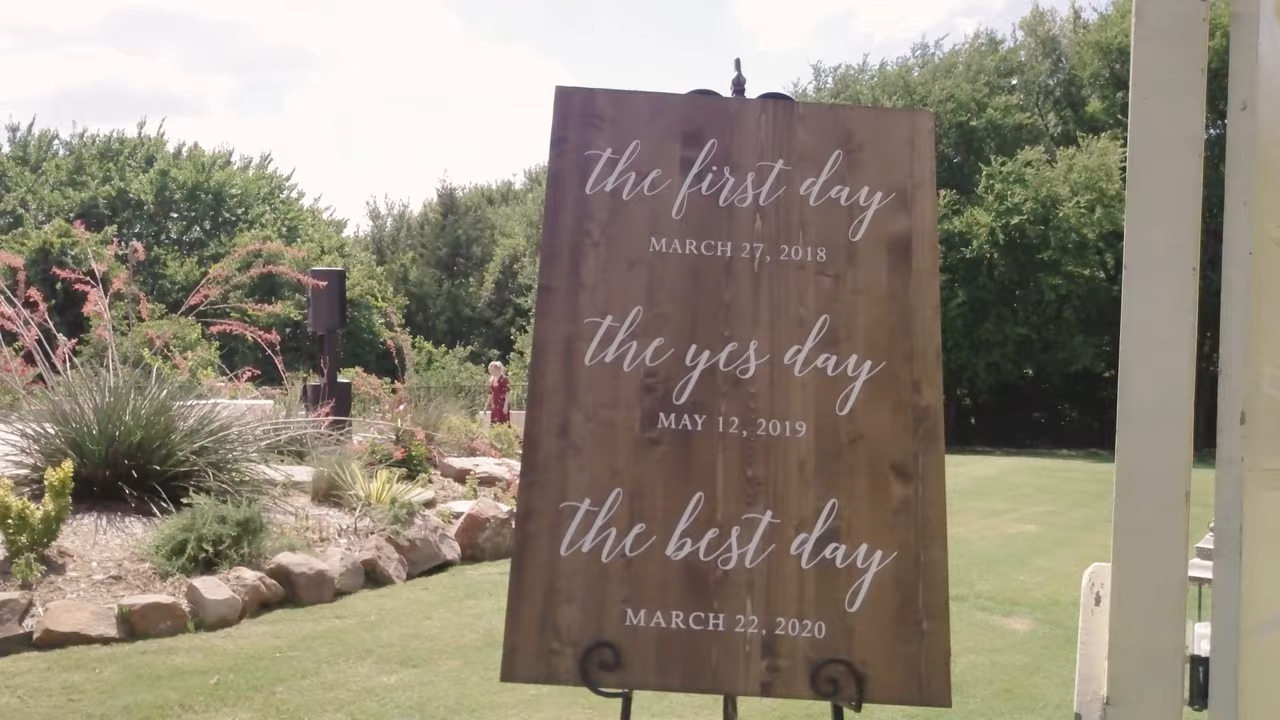 the first day
MARCH 27, 2018
the yes day
MAY 12, 2019
the best day
MARCH 22, 2020